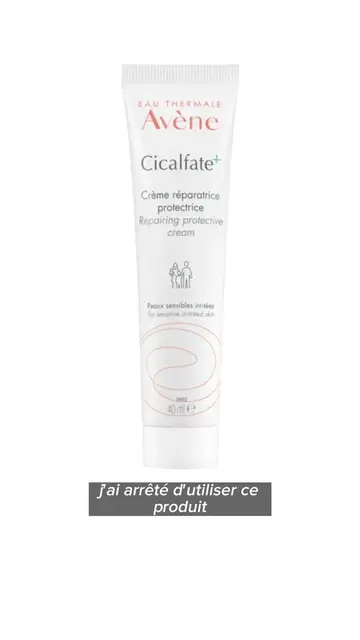 EAU THERMALE
Avène
Cicalfate+
Crème réparatrice
protectrice
Repairing protective
cream
Peaux sensibles irritées
For sensitive irritated skin
40 ml e
j'ai arrêté d'utiliser ce
produit